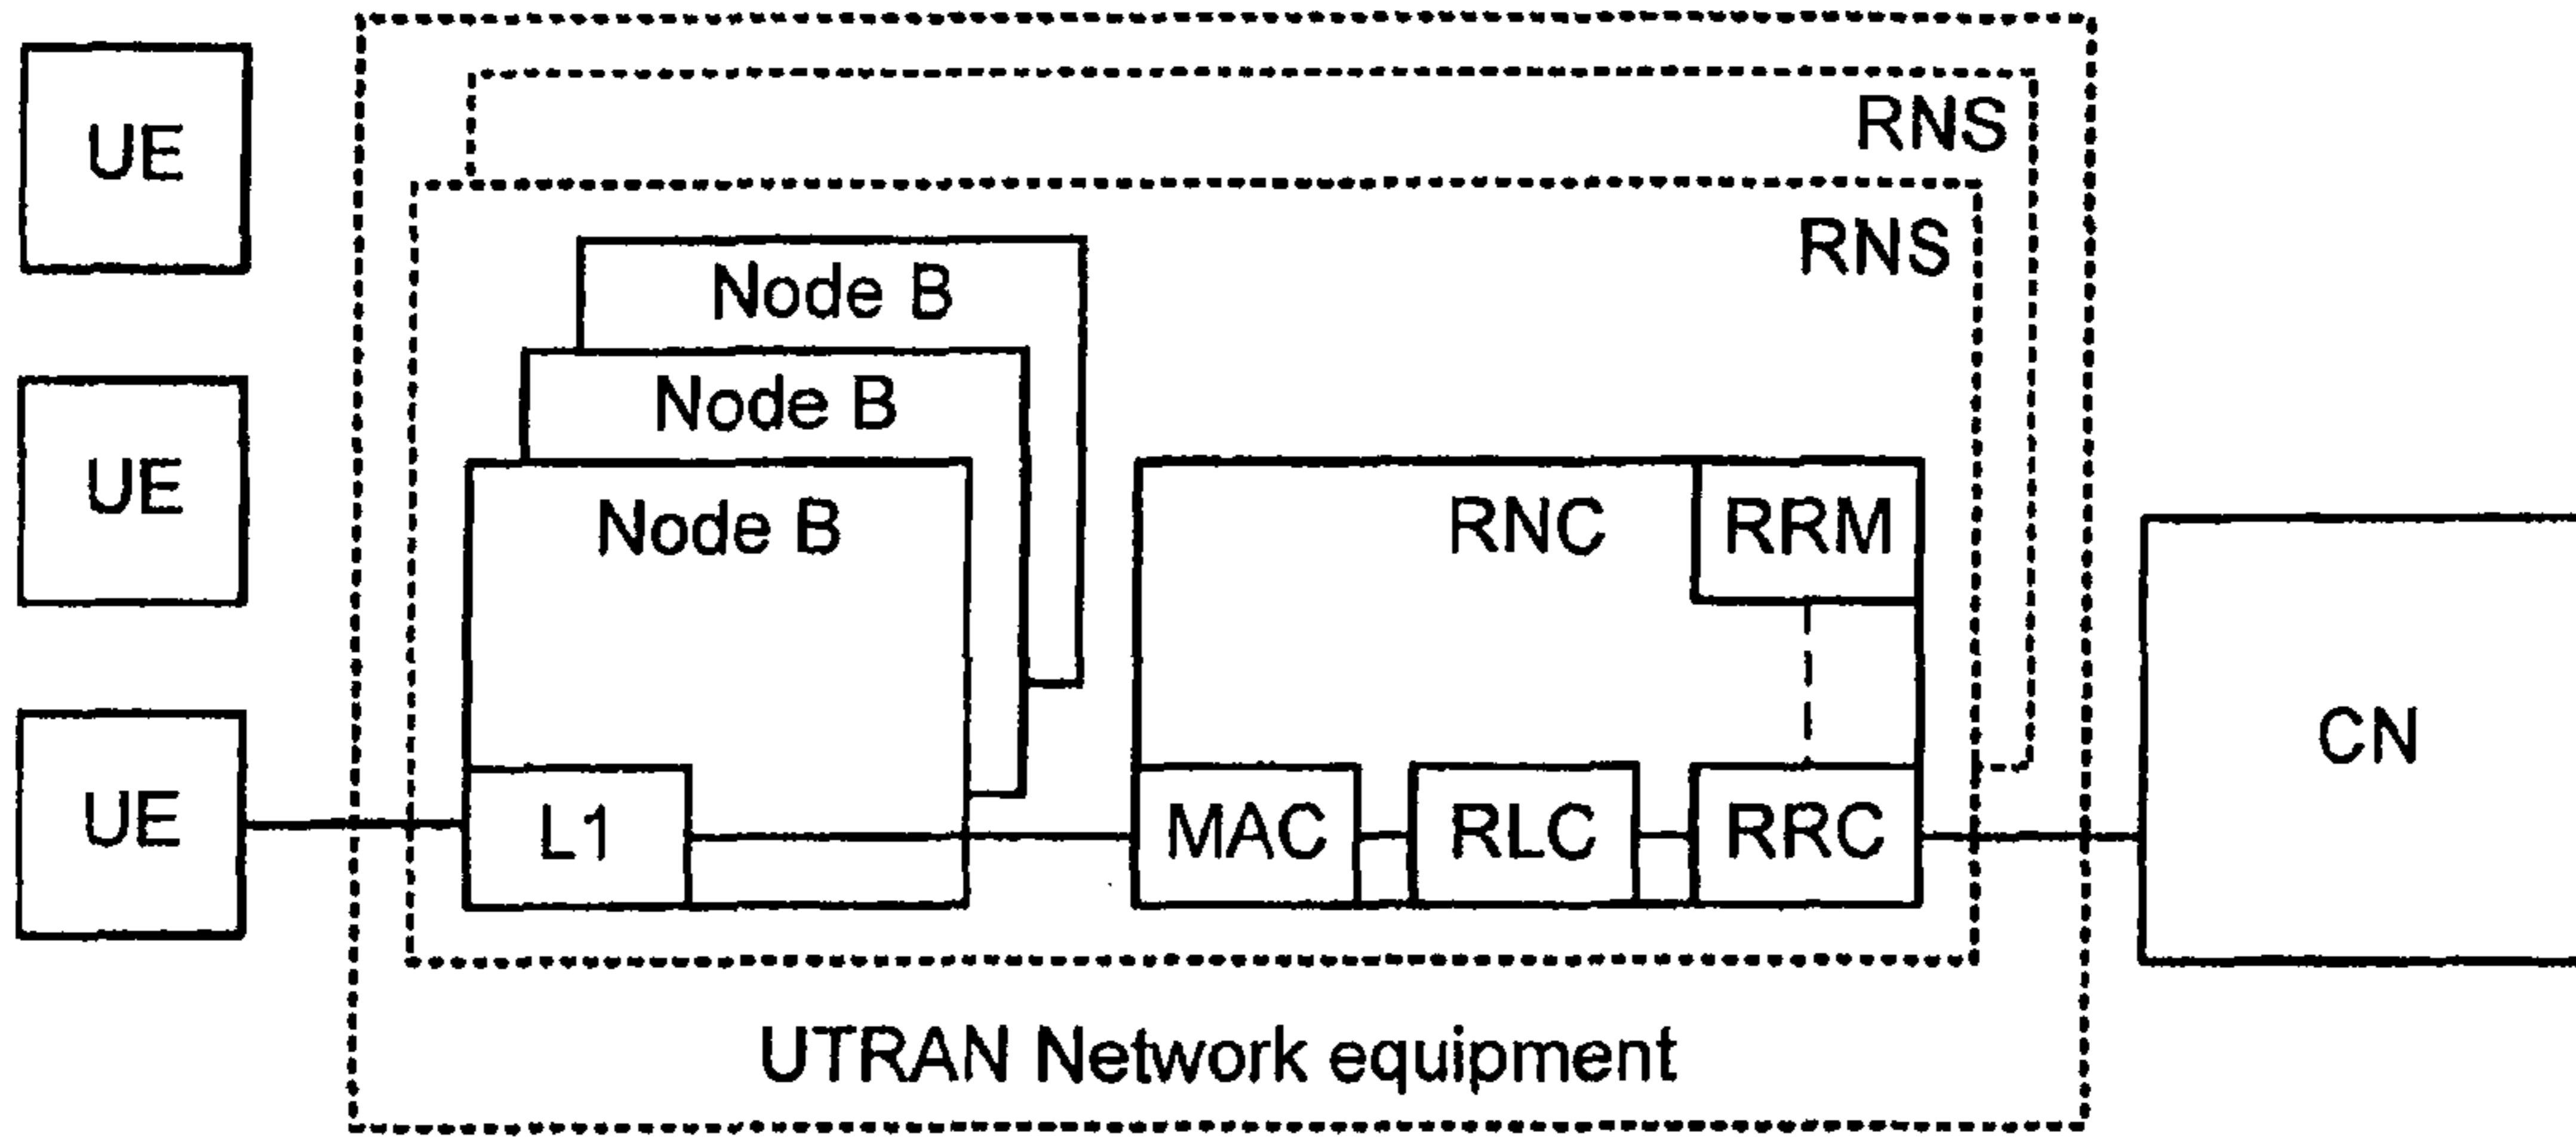 RNS
UE
RNS
Node B
Node B
UE
Node B
RNC
RRM
CN
UE
L1
MAC
RLC
RRC
UTRAN Network equipment